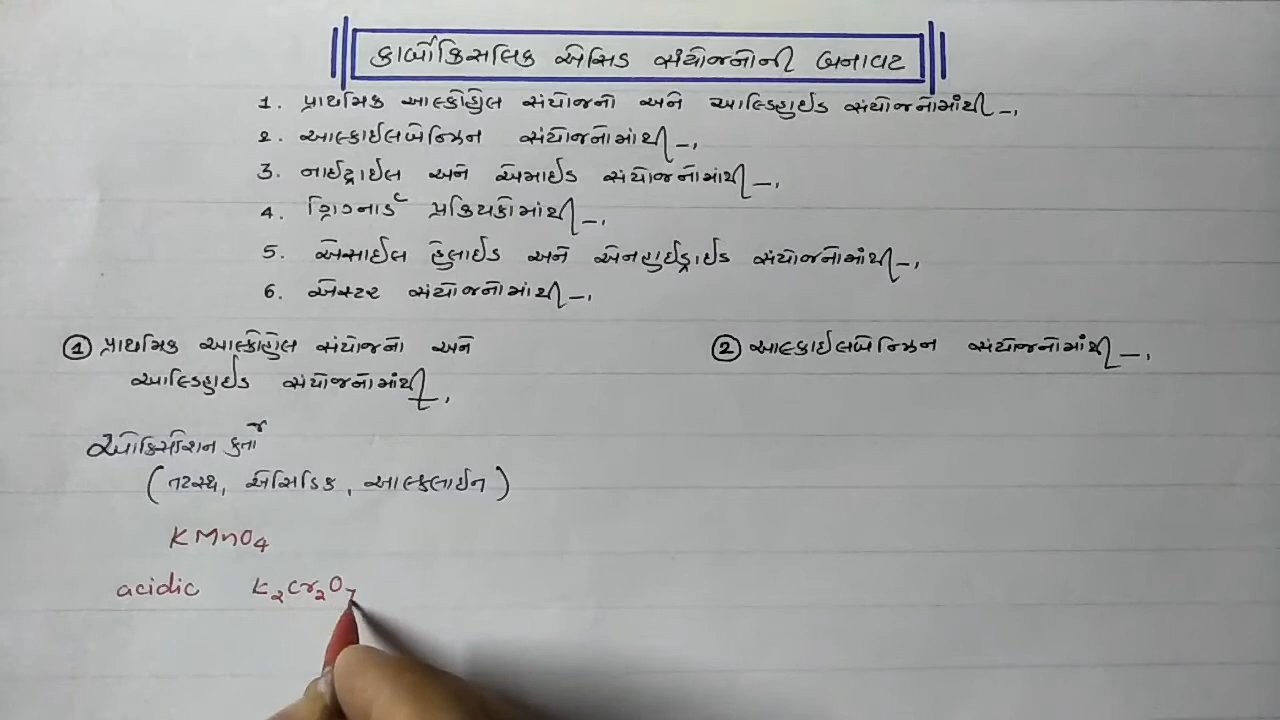 કાર્બોક્સિલિક એસિડ સંયોજનોની બનાવટ
1. પ્રાથમિક આલ્કોહોલ સંયોજનો અને આલ્ડિહાઈડ સંયોજનોમાંથી –.
2. આલ્કાઈલબેન્ઝિન સંયોજનોમાંથી –.
3. નાઈટ્રાઈલ અને એમાઈડ સંયોજનોમાંથી –.
4. ગ્રિગનાર્ડ પ્રક્રિયકોમાંથી –.
5. એસાઈલ હેલાઈડ અને એનહાઈડ્રાઈડ સંયોજનોમાંથી –.
6. એસ્ટર સંયોજનોમાંથી –.
① પ્રાથમિક આલ્કોહોલ સંયોજનો અને
આલ્ડિહાઈડ સંયોજનોમાંથી –.
ઓક્સિડેશન કર્તા
(તટસ્થ, એસિડિક, આલ્કલાઈન)
KMnO4
acidic K2Cr2O7
② આલ્કાઈલબેન્ઝિન સંયોજનોમાંથી –.